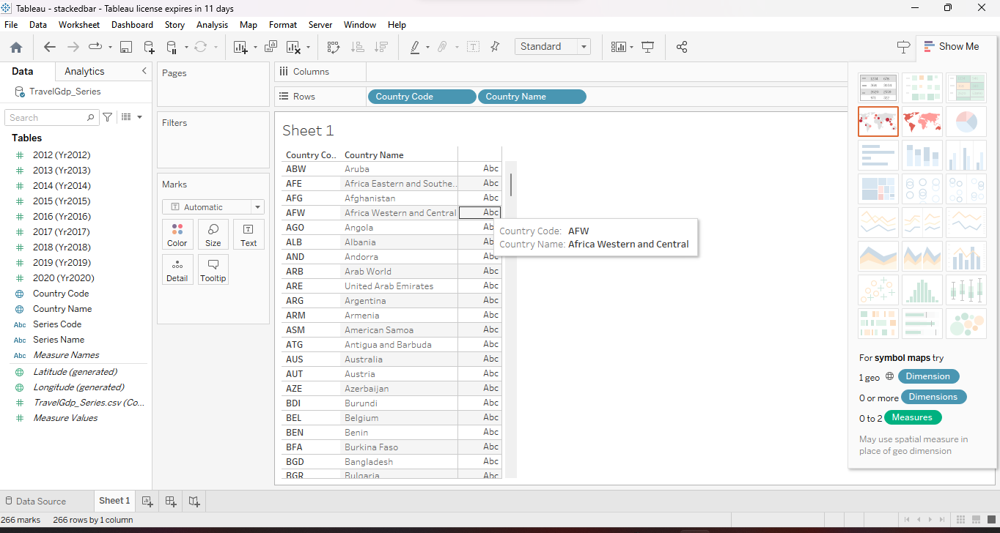 Tableau - stackedbar - Tableau license expires in 11 days
File Data Worksheet Dashboard Story Analysis Map Format Server Window Help
Standard
Show Me
Data Analytics
TravelGdp_Series
Search
Tables
2012 (Yr2012)
2013 (Yr2013)
2014 (Yr2014)
2015 (Yr2015)
2016 (Yr2016)
2017 (Yr2017)
2018 (Yr2018)
2019 (Yr2019)
2020 (Yr2020)
Country Code
Country Name
Abc Series Code
Abc Series Name
Abc Measure Names
Latitude (generated)
Longitude (generated)
TravelGdp_Series.csv (Co...
Measure Values
Pages
Filters
Marks
Automatic
Color Size Text
Detail Tooltip
Columns
Rows Country Code Country Name
Sheet 1
Country Co.. Country Name
ABW Aruba Abc
AFE Africa Eastern and Southe.. Abc
AFG Afghanistan Abc
AFW Africa Western and Central Abc
AGO Angola Abc
ALB Albania Abc
AND Andorra Abc
ARB Arab World Abc
ARE United Arab Emirates Abc
ARG Argentina Abc
ARM Armenia Abc
ASM American Samoa Abc
ATG Antigua and Barbuda Abc
AUS Australia Abc
AUT Austria Abc
AZE Azerbaijan Abc
BDI Burundi Abc
BEL Belgium Abc
BEN Benin Abc
BFA Burkina Faso Abc
BGD Bangladesh Abc
BGR Bulgaria Abc
Country Code: AFW
Country Name: Africa Western and Central
For symbol maps try
1 geo Dimension
0 or more Dimensions
0 to 2 Measures
May use spatial measure in
place of geo dimension
Data Source Sheet 1
266 marks 266 rows by 1 column